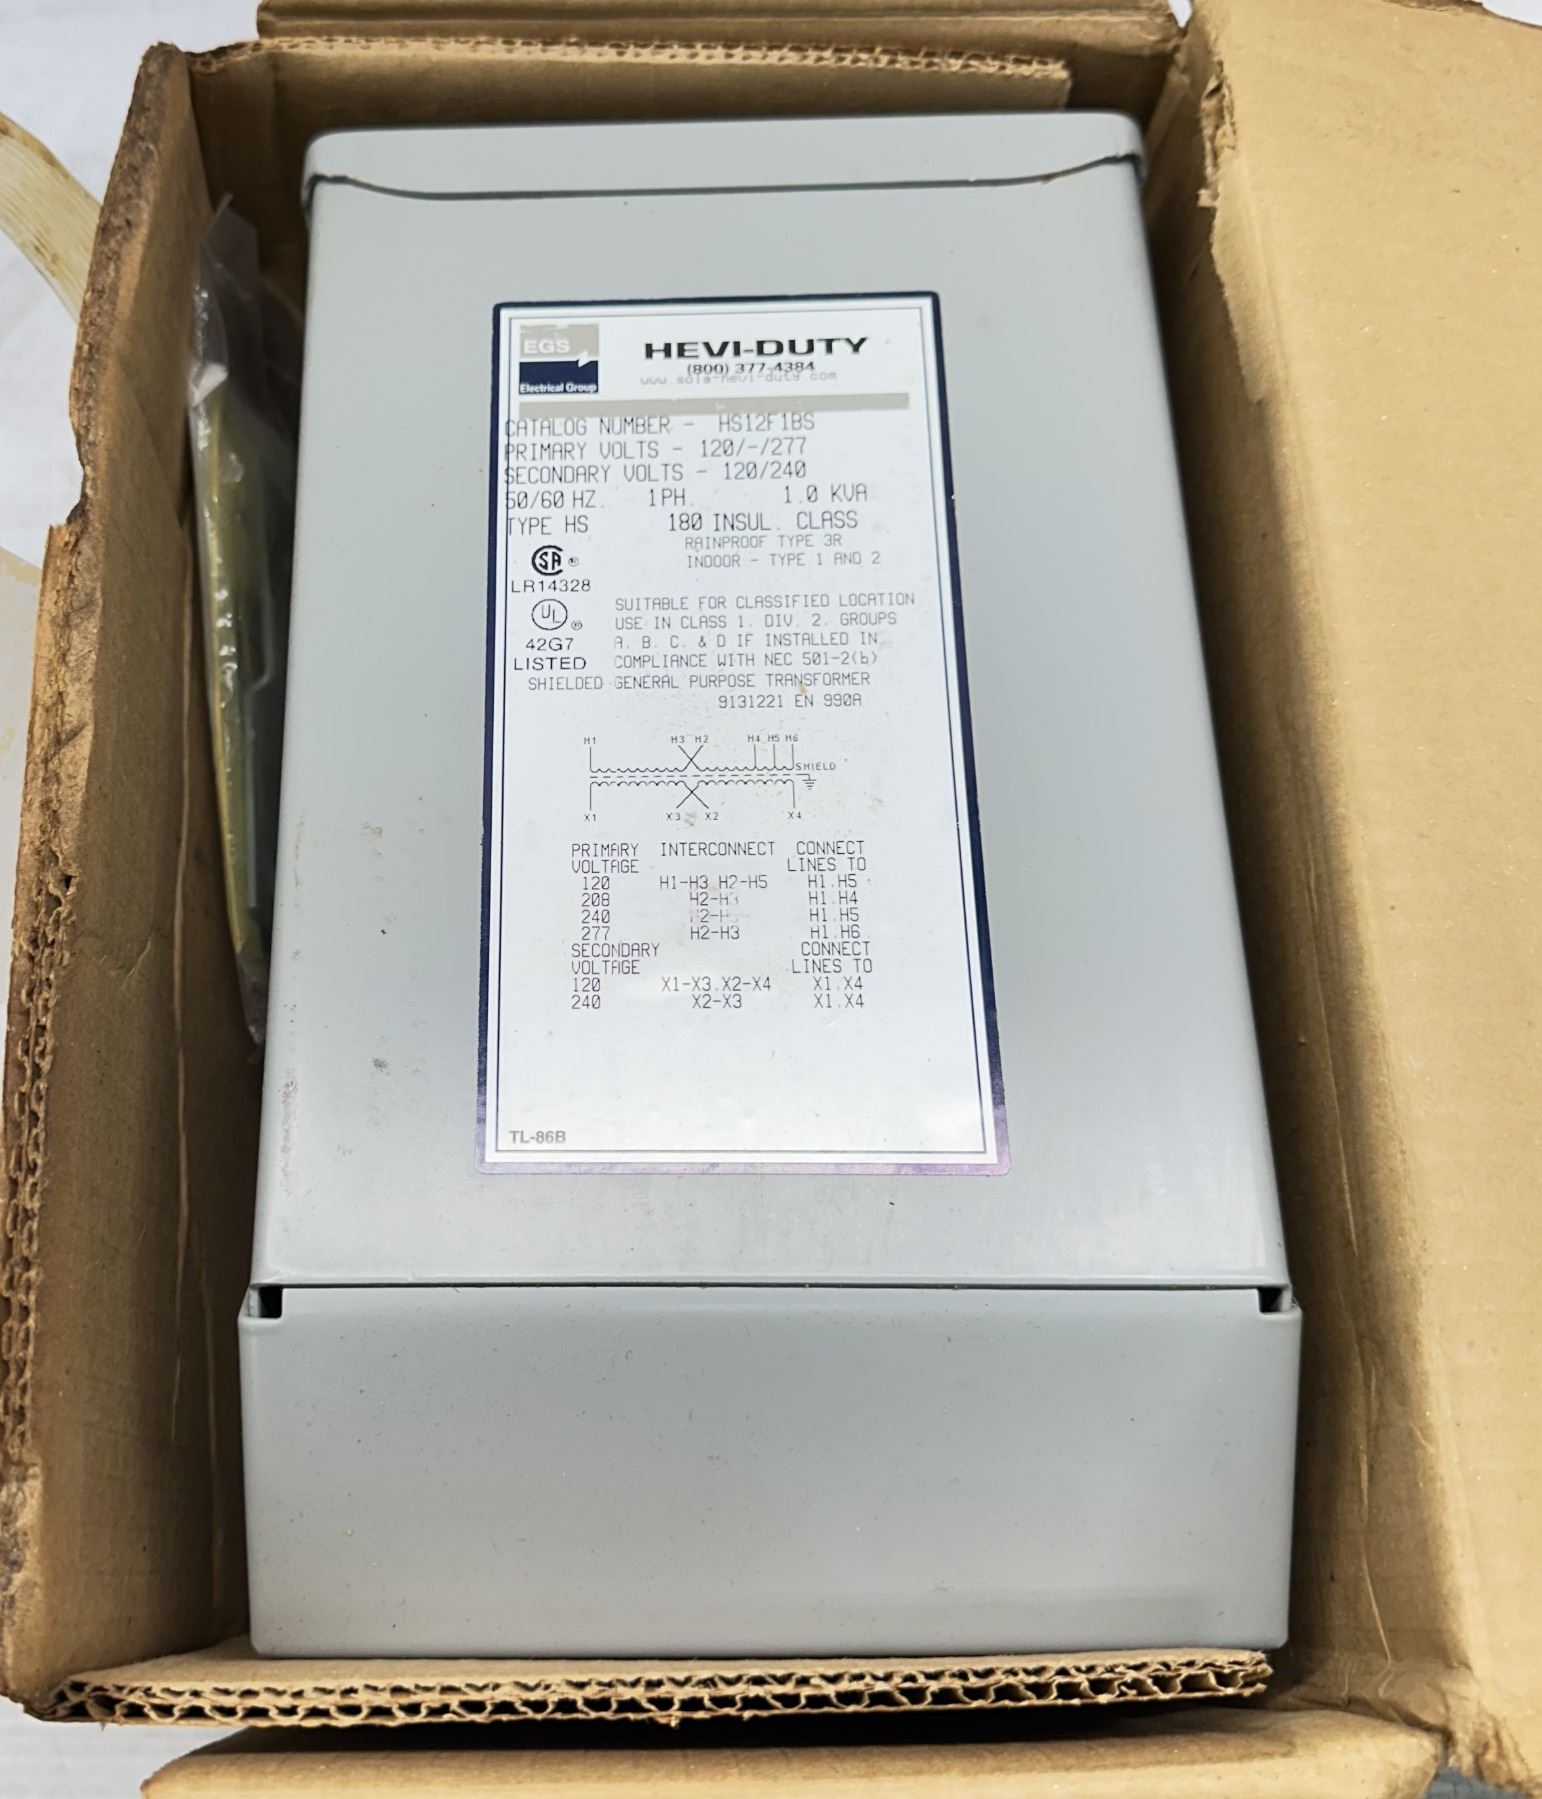 EGS
Electrical Group
HEVI-DUTY
(800) 377-4384
www.sola-hevi-duty.com
CATALOG NUMBER - HS12F1BS
PRIMARY VOLTS - 120/-/277
SECONDARY VOLTS - 120/240
50/60 HZ. 1PH. 1.0 KVA
TYPE HS 180 INSUL. CLASS
RAINPROOF TYPE 3R
INDOOR - TYPE 1 AND 2
SA ®
LR14328
UL ®
42G7
LISTED
SUITABLE FOR CLASSIFIED LOCATION
USE IN CLASS 1. DIV. 2. GROUPS
A. B. C. & D IF INSTALLED IN
COMPLIANCE WITH NEC 501-2(b)
SHIELDED GENERAL PURPOSE TRANSFORMER
9131221 EN 990A
H1 H3 H2 H4 H5 H6
SHIELD
X1 X3 X2 X4
PRIMARY INTERCONNECT CONNECT
VOLTAGE LINES TO
120 H1-H3 H2-H5 H1.H5
208 H2-H3 H1.H4
240 H1.H5
277 H2-H3 H1.H6
SECONDARY CONNECT
VOLTAGE LINES TO
120 X1-X3.X2-X4 X1.X4
240 X2-X3 X1.X4
TL-86B